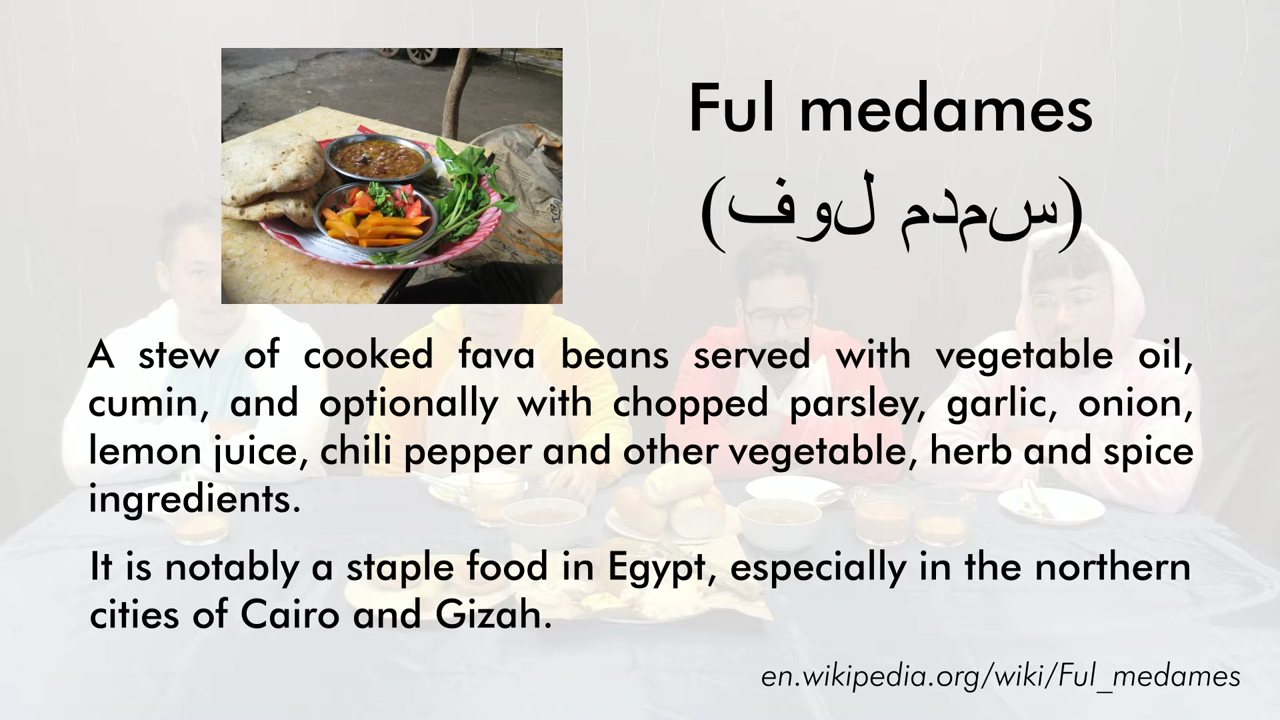 Ful medames
(سمدم لوف)
A stew of cooked fava beans served with vegetable oil,
cumin, and optionally with chopped parsley, garlic, onion,
lemon juice, chili pepper and other vegetable, herb and spice
ingredients.
It is notably a staple food in Egypt, especially in the northern
cities of Cairo and Gizah.
en.wikipedia.org/wiki/Ful_medames